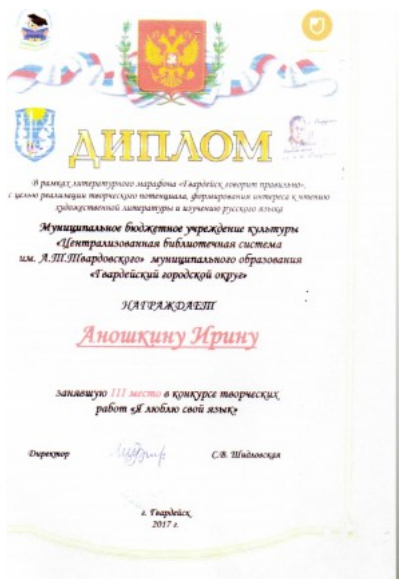 ДИПЛОМ
В рамках литературного марафона «Гвардейск говорит правильно»,
с целью реализации творческого потенциала, формирования интереса к чтению
художественной литературы и изучению русского языка
Муниципальное бюджетное учреждение культуры
«Централизованная библиотечная система
им. А.Т.Твардовского» муниципального образования
«Гвардейский городской округ»
НАГРАЖДАЕТ
Аношкину Ирину
занявшую III место в конкурсе творческих
работ «Я люблю свой язык»
Директор С.В. Шидловская
г. Гвардейск
2017 г.